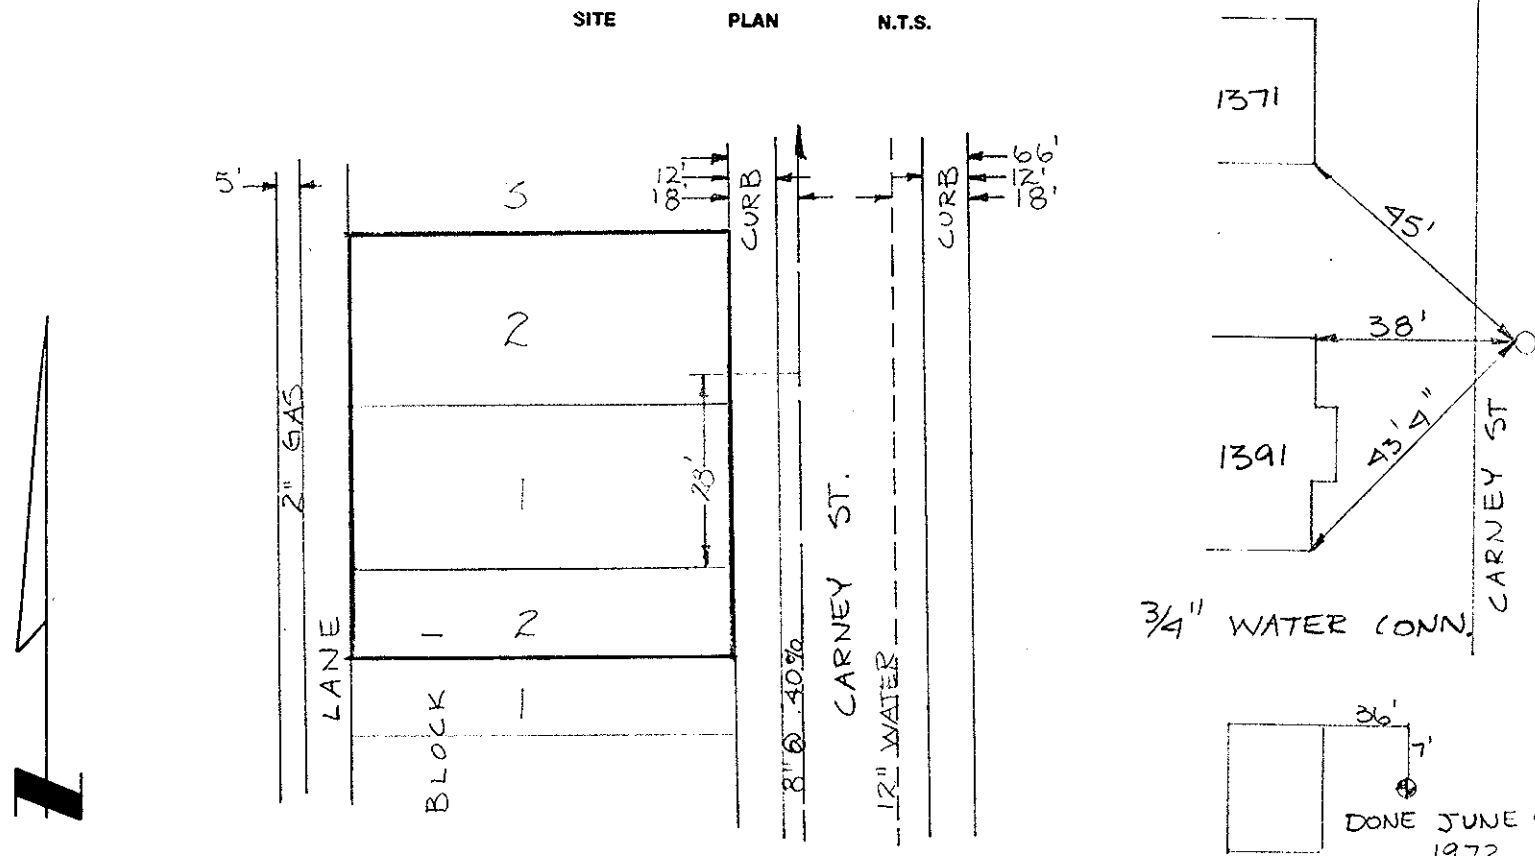 SITE PLAN N.T.S.
5'
12'
18'
66'
12'
18'
CURB
CURB
2
1
1 2
1
2" GAS
LANE
BLOCK
8" @ .40%
CARNEY ST.
12" WATER
1371
45'
38'
1391
43' 4"
CARNEY ST
3/4" WATER CONN.
36'
7'
DONE JUNE
1972